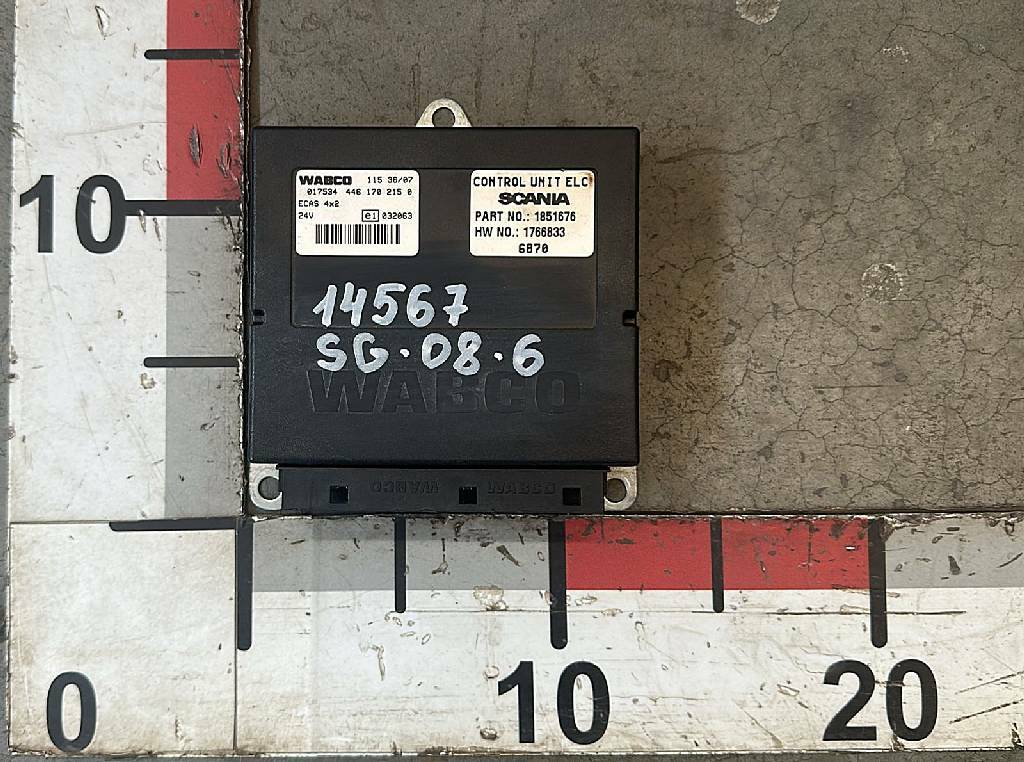 10
WABCO 115 36/07
017534 446 170 215 0
ECAS 4x2
24V e1 032063
CONTROL UNIT ELC
SCANIA
PART NO.: 1851676
HW NO.: 1766833
6870
14567
SG.08.6
WABCO
WABCO WABCO
0 10 20